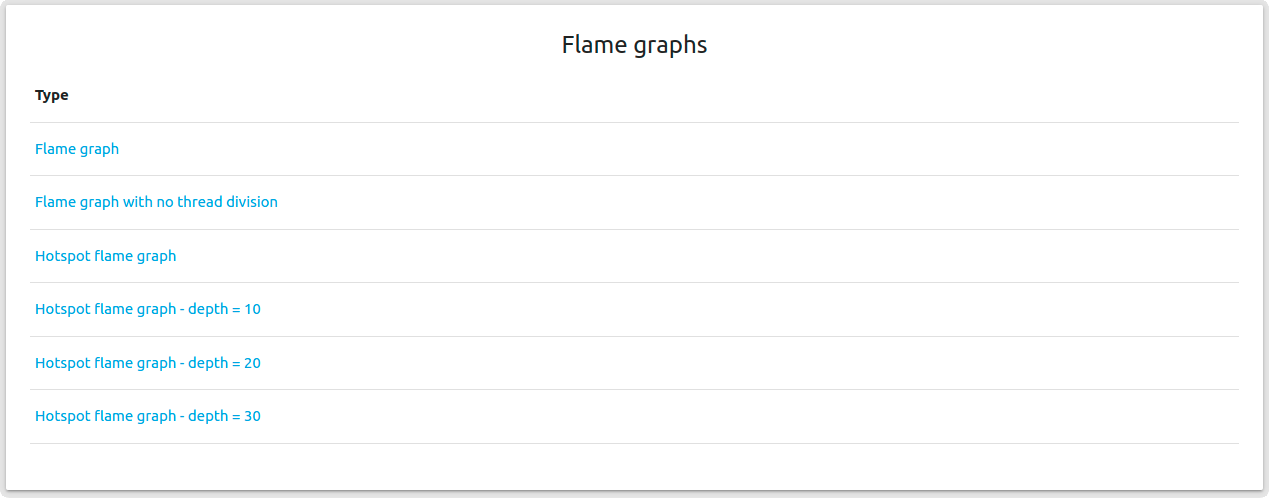 Flame graphs
Type
Flame graph
Flame graph with no thread division
Hotspot flame graph
Hotspot flame graph - depth = 10
Hotspot flame graph - depth = 20
Hotspot flame graph - depth = 30